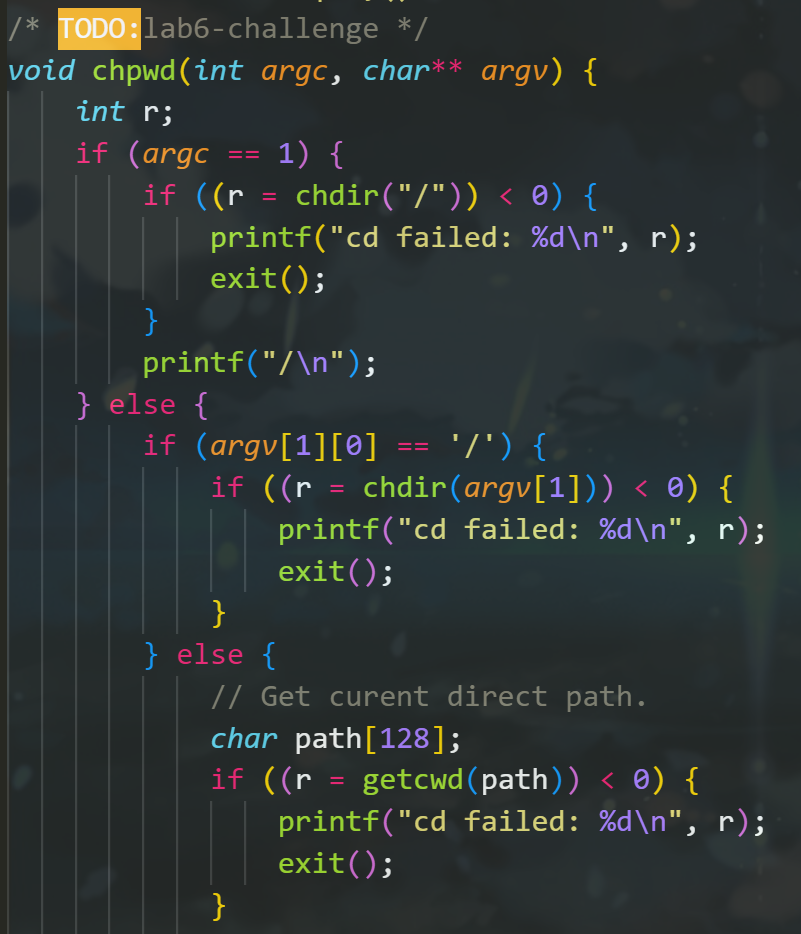 /* TODO:lab6-challenge */
void chpwd(int argc, char** argv) {
    int r;
    if (argc == 1) {
        if ((r = chdir("/")) < 0) {
            printf("cd failed: %d\n", r);
            exit();
        }
        printf("/\n");
    } else {
        if (argv[1][0] == '/') {
            if ((r = chdir(argv[1])) < 0) {
                printf("cd failed: %d\n", r);
                exit();
            }
        } else {
            // Get curent direct path.
            char path[128];
            if ((r = getcwd(path)) < 0) {
                printf("cd failed: %d\n", r);
                exit();
            }